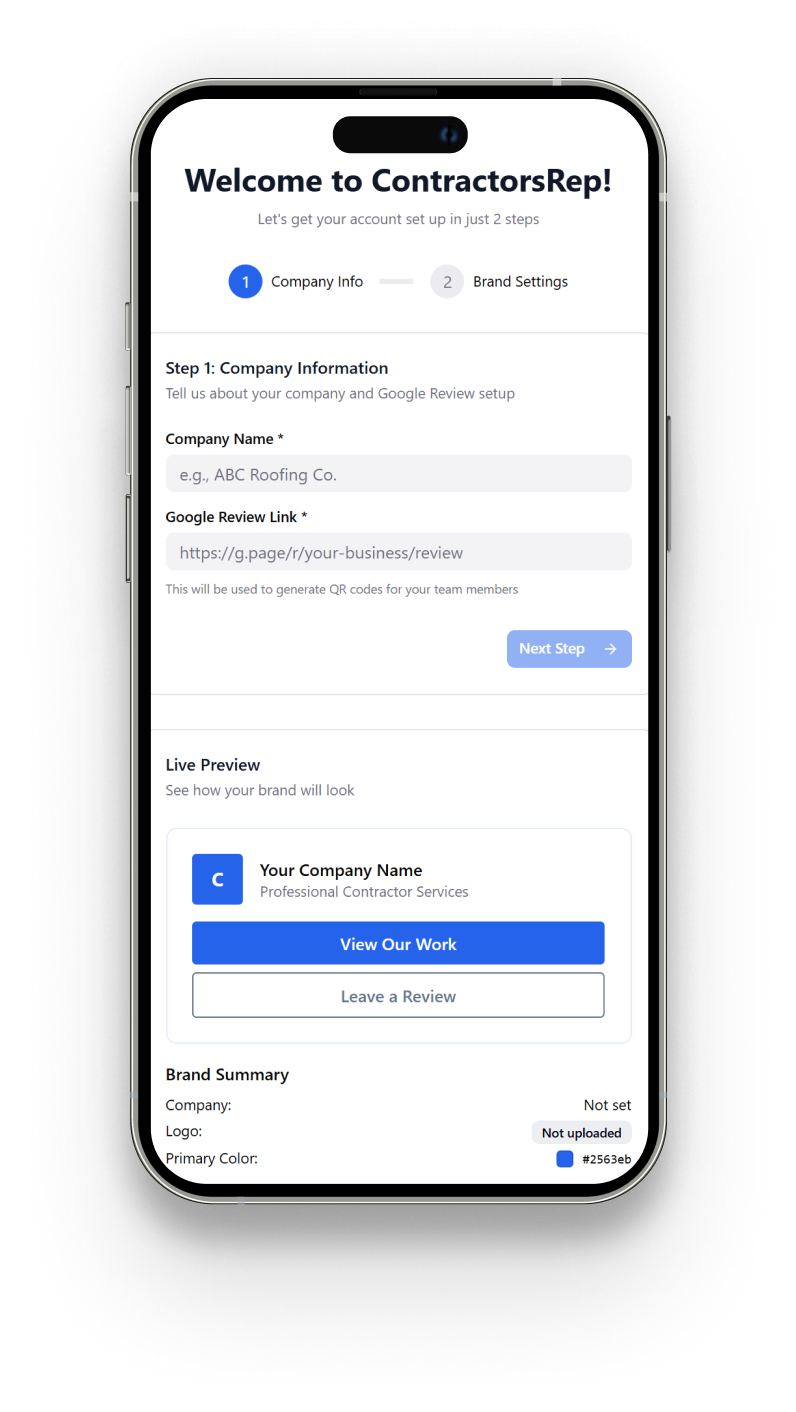 Welcome to ContractorsRep!
Let's get your account set up in just 2 steps
1 Company Info 2 Brand Settings
Step 1: Company Information
Tell us about your company and Google Review setup
Company Name *
e.g., ABC Roofing Co.
Google Review Link *
https://g.page/r/your-business/review
This will be used to generate QR codes for your team members
Next Step →
Live Preview
See how your brand will look
C
Your Company Name
Professional Contractor Services
View Our Work
Leave a Review
Brand Summary
Company: Not set
Logo: Not uploaded
Primary Color: #2563eb